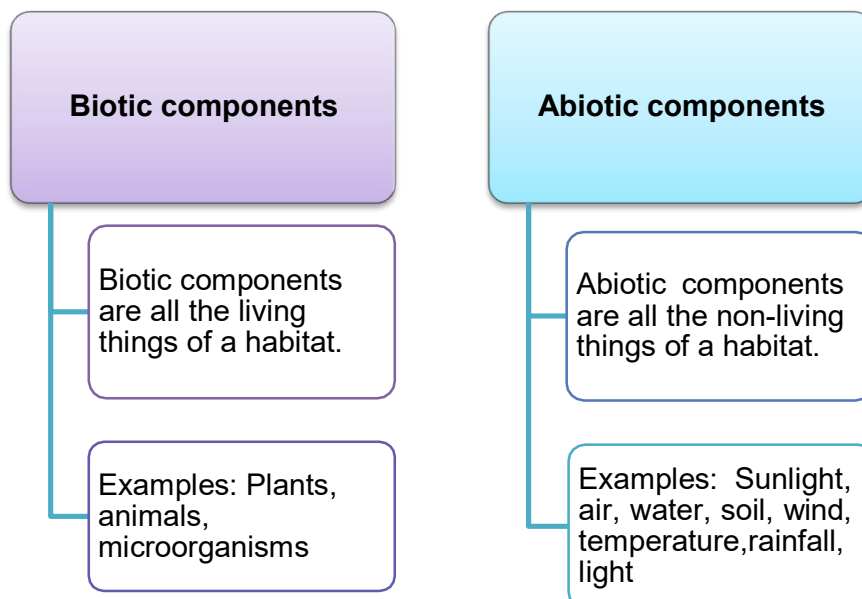 Biotic components
Biotic components
are all the living
things of a habitat.
Examples: Plants,
animals,
microorganisms
Abiotic components
Abiotic components
are all the non-living
things of a habitat.
Examples: Sunlight,
air, water, soil, wind,
temperature,rainfall,
light